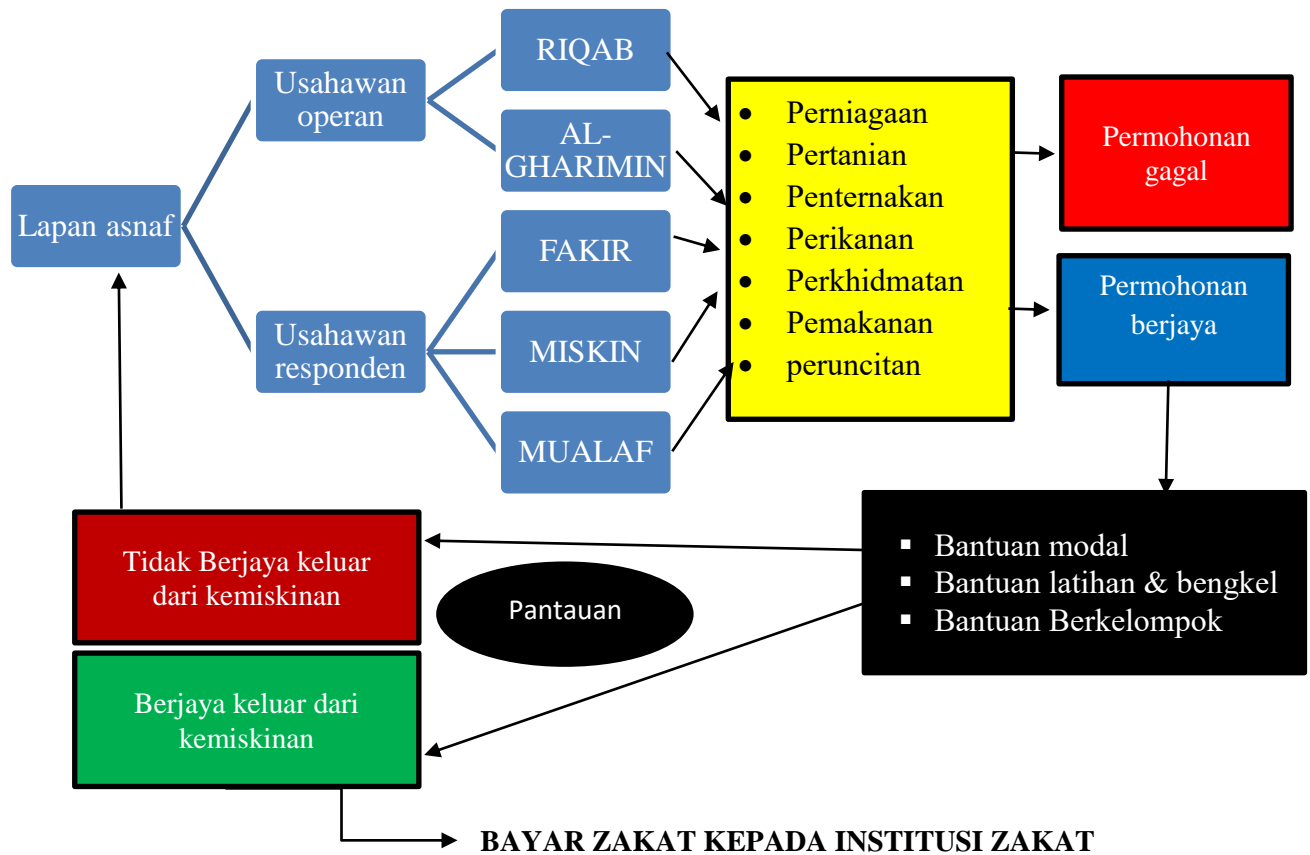 Lapan asnaf
Usahawan
operan
Usahawan
responden
RIQAB
AL-
GHARIMIN
FAKIR
MISKIN
MUALAF
• Perniagaan
• Pertanian
• Penternakan
• Perikanan
• Perkhidmatan
• Pemakanan
• peruncitan
Permohonan
gagal
Permohonan
berjaya
▪ Bantuan modal
▪ Bantuan latihan & bengkel
▪ Bantuan Berkelompok
Pantauan
Tidak Berjaya keluar
dari kemiskinan
Berjaya keluar dari
kemiskinan
BAYAR ZAKAT KEPADA INSTITUSI ZAKAT